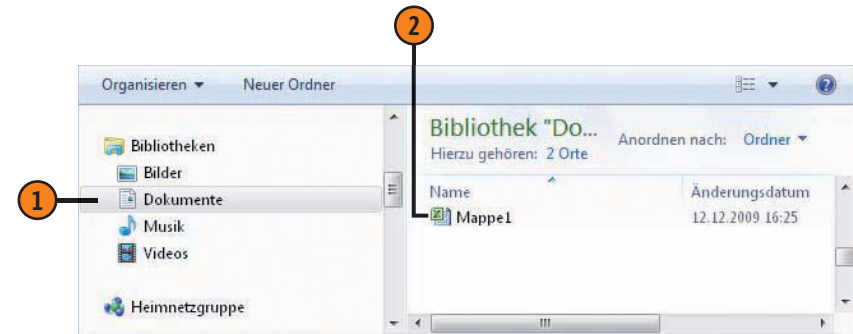 2
Organisieren Neuer Ordner
Bibliotheken
Bilder
1
Dokumente
Musik
Videos
Heimnetzgruppe
Bibliothek "Do...
Hierzu gehören: 2 Orte
Anordnen nach: Ordner
Name Änderungsdatum
Mappe1 12.12.2009 16:25